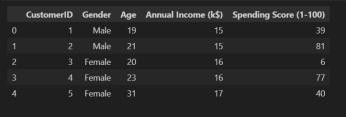 CustomerID Gender Age Annual Income (k$) Spending Score (1-100)
0 1 Male 19 15 39
1 2 Male 21 15 81
2 3 Female 20 16 6
3 4 Female 23 16 77
4 5 Female 31 17 40